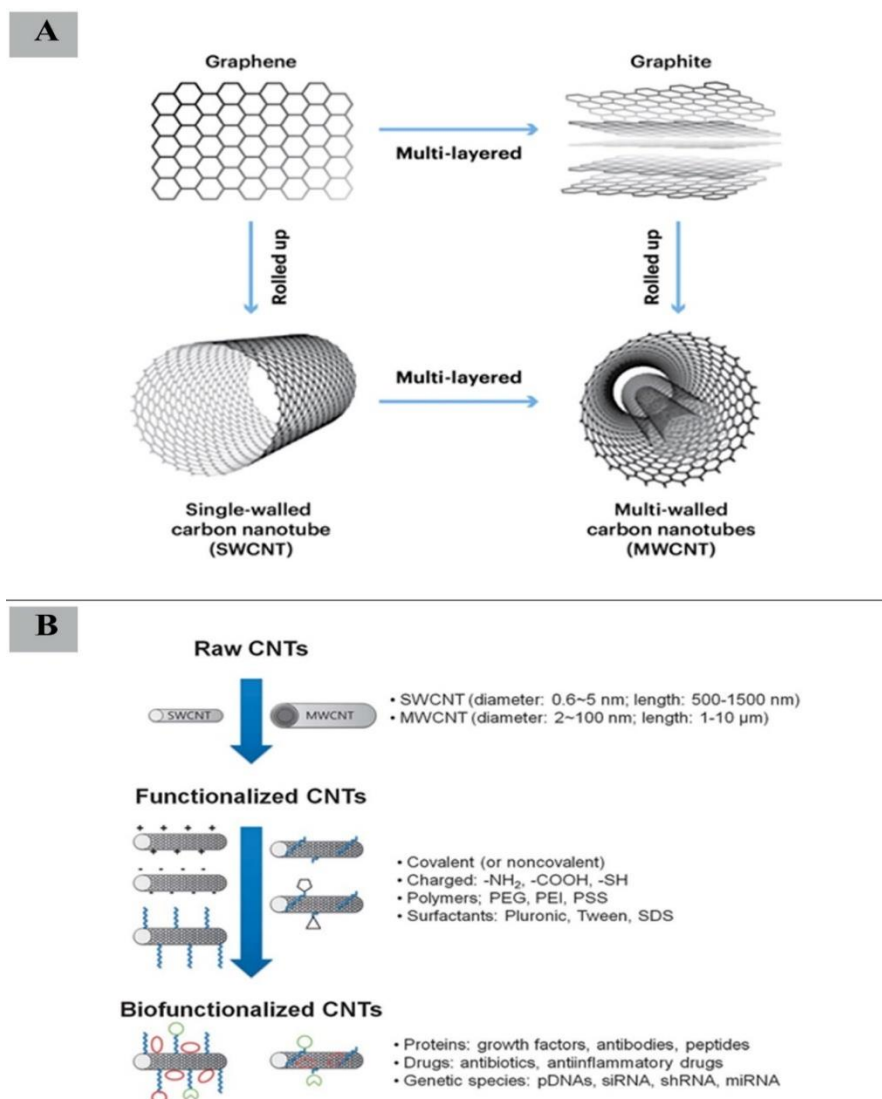 A
Graphene
Graphite
Multi-layered
Rolled up
Rolled up
Multi-layered
Single-walled
carbon nanotube
(SWCNT)
Multi-walled
carbon nanotubes
(MWCNT)
B
Raw CNTs
SWCNT
MWCNT
• SWCNT (diameter: 0.6~5 nm; length: 500-1500 nm)
• MWCNT (diameter: 2~100 nm; length: 1-10 µm)
Functionalized CNTs
+ + + +
+ + +
- - - -
- - -
• Covalent (or noncovalent)
• Charged: -NH₂, -COOH, -SH
• Polymers; PEG, PEI, PSS
• Surfactants: Pluronic, Tween, SDS
Biofunctionalized CNTs
• Proteins: growth factors, antibodies, peptides
• Drugs: antibiotics, antiinflammatory drugs
• Genetic species: pDNAs, siRNA, shRNA, miRNA